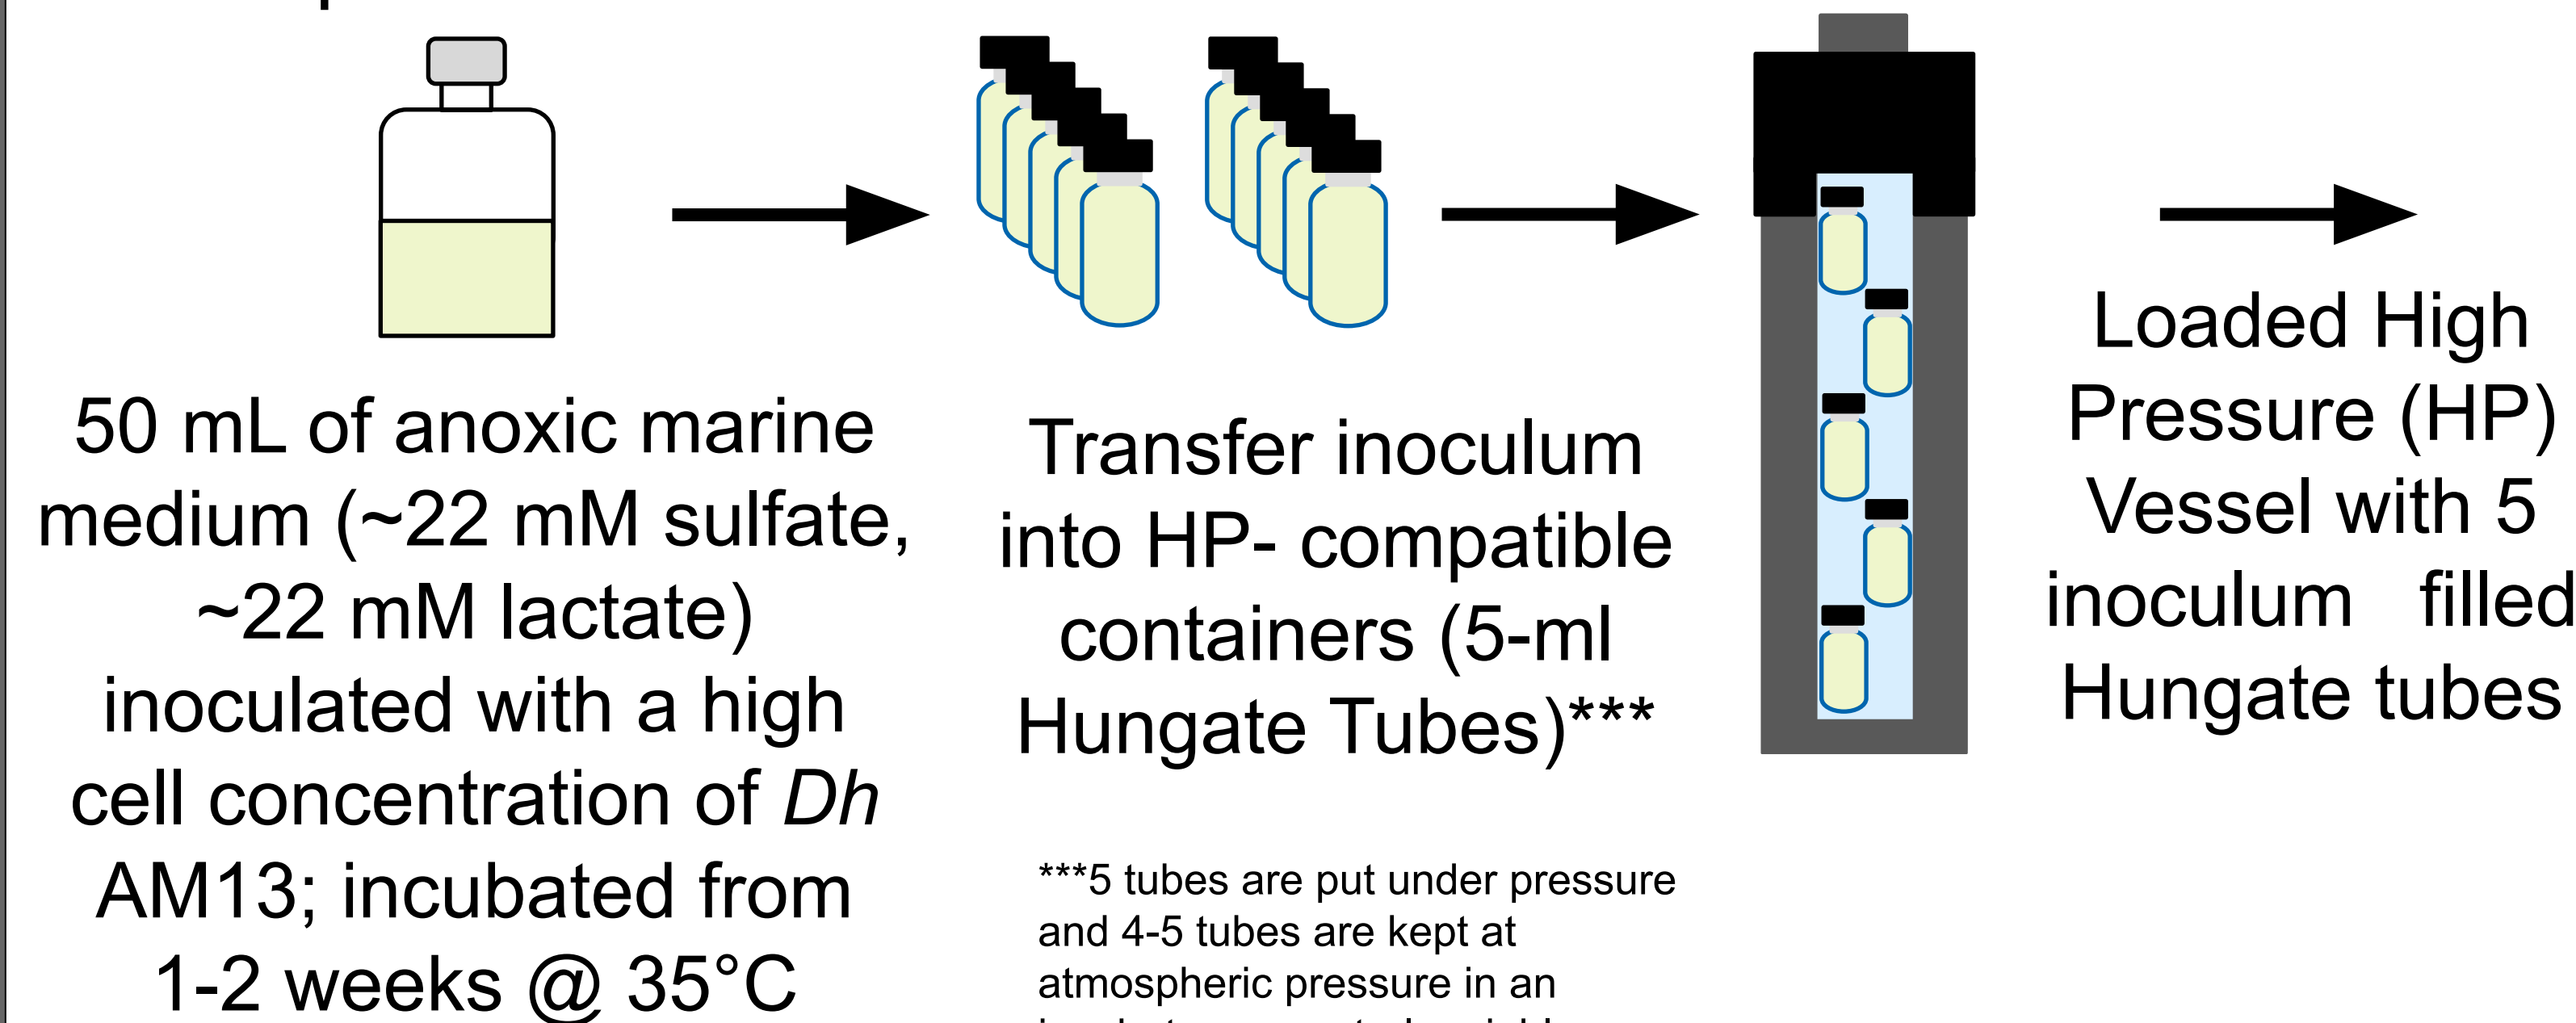 50 mL of anoxic marine
medium (~22 mM sulfate,
~22 mM lactate)
inoculated with a high
cell concentration of Dh
AM13; incubated from
1-2 weeks @ 35°C
Transfer inoculum
into HP- compatible
containers (5-ml
Hungate Tubes)***
***5 tubes are put under pressure
and 4-5 tubes are kept at
atmospheric pressure in an
Loaded High
Pressure (HP)
Vessel with 5
inoculum filled
Hungate tubes